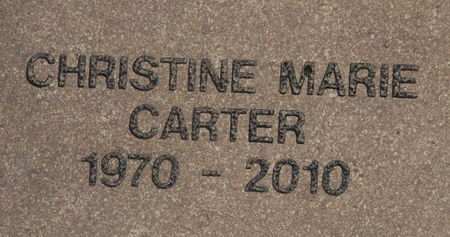 CHRISTINE MARIE
CARTER
1970 - 2010